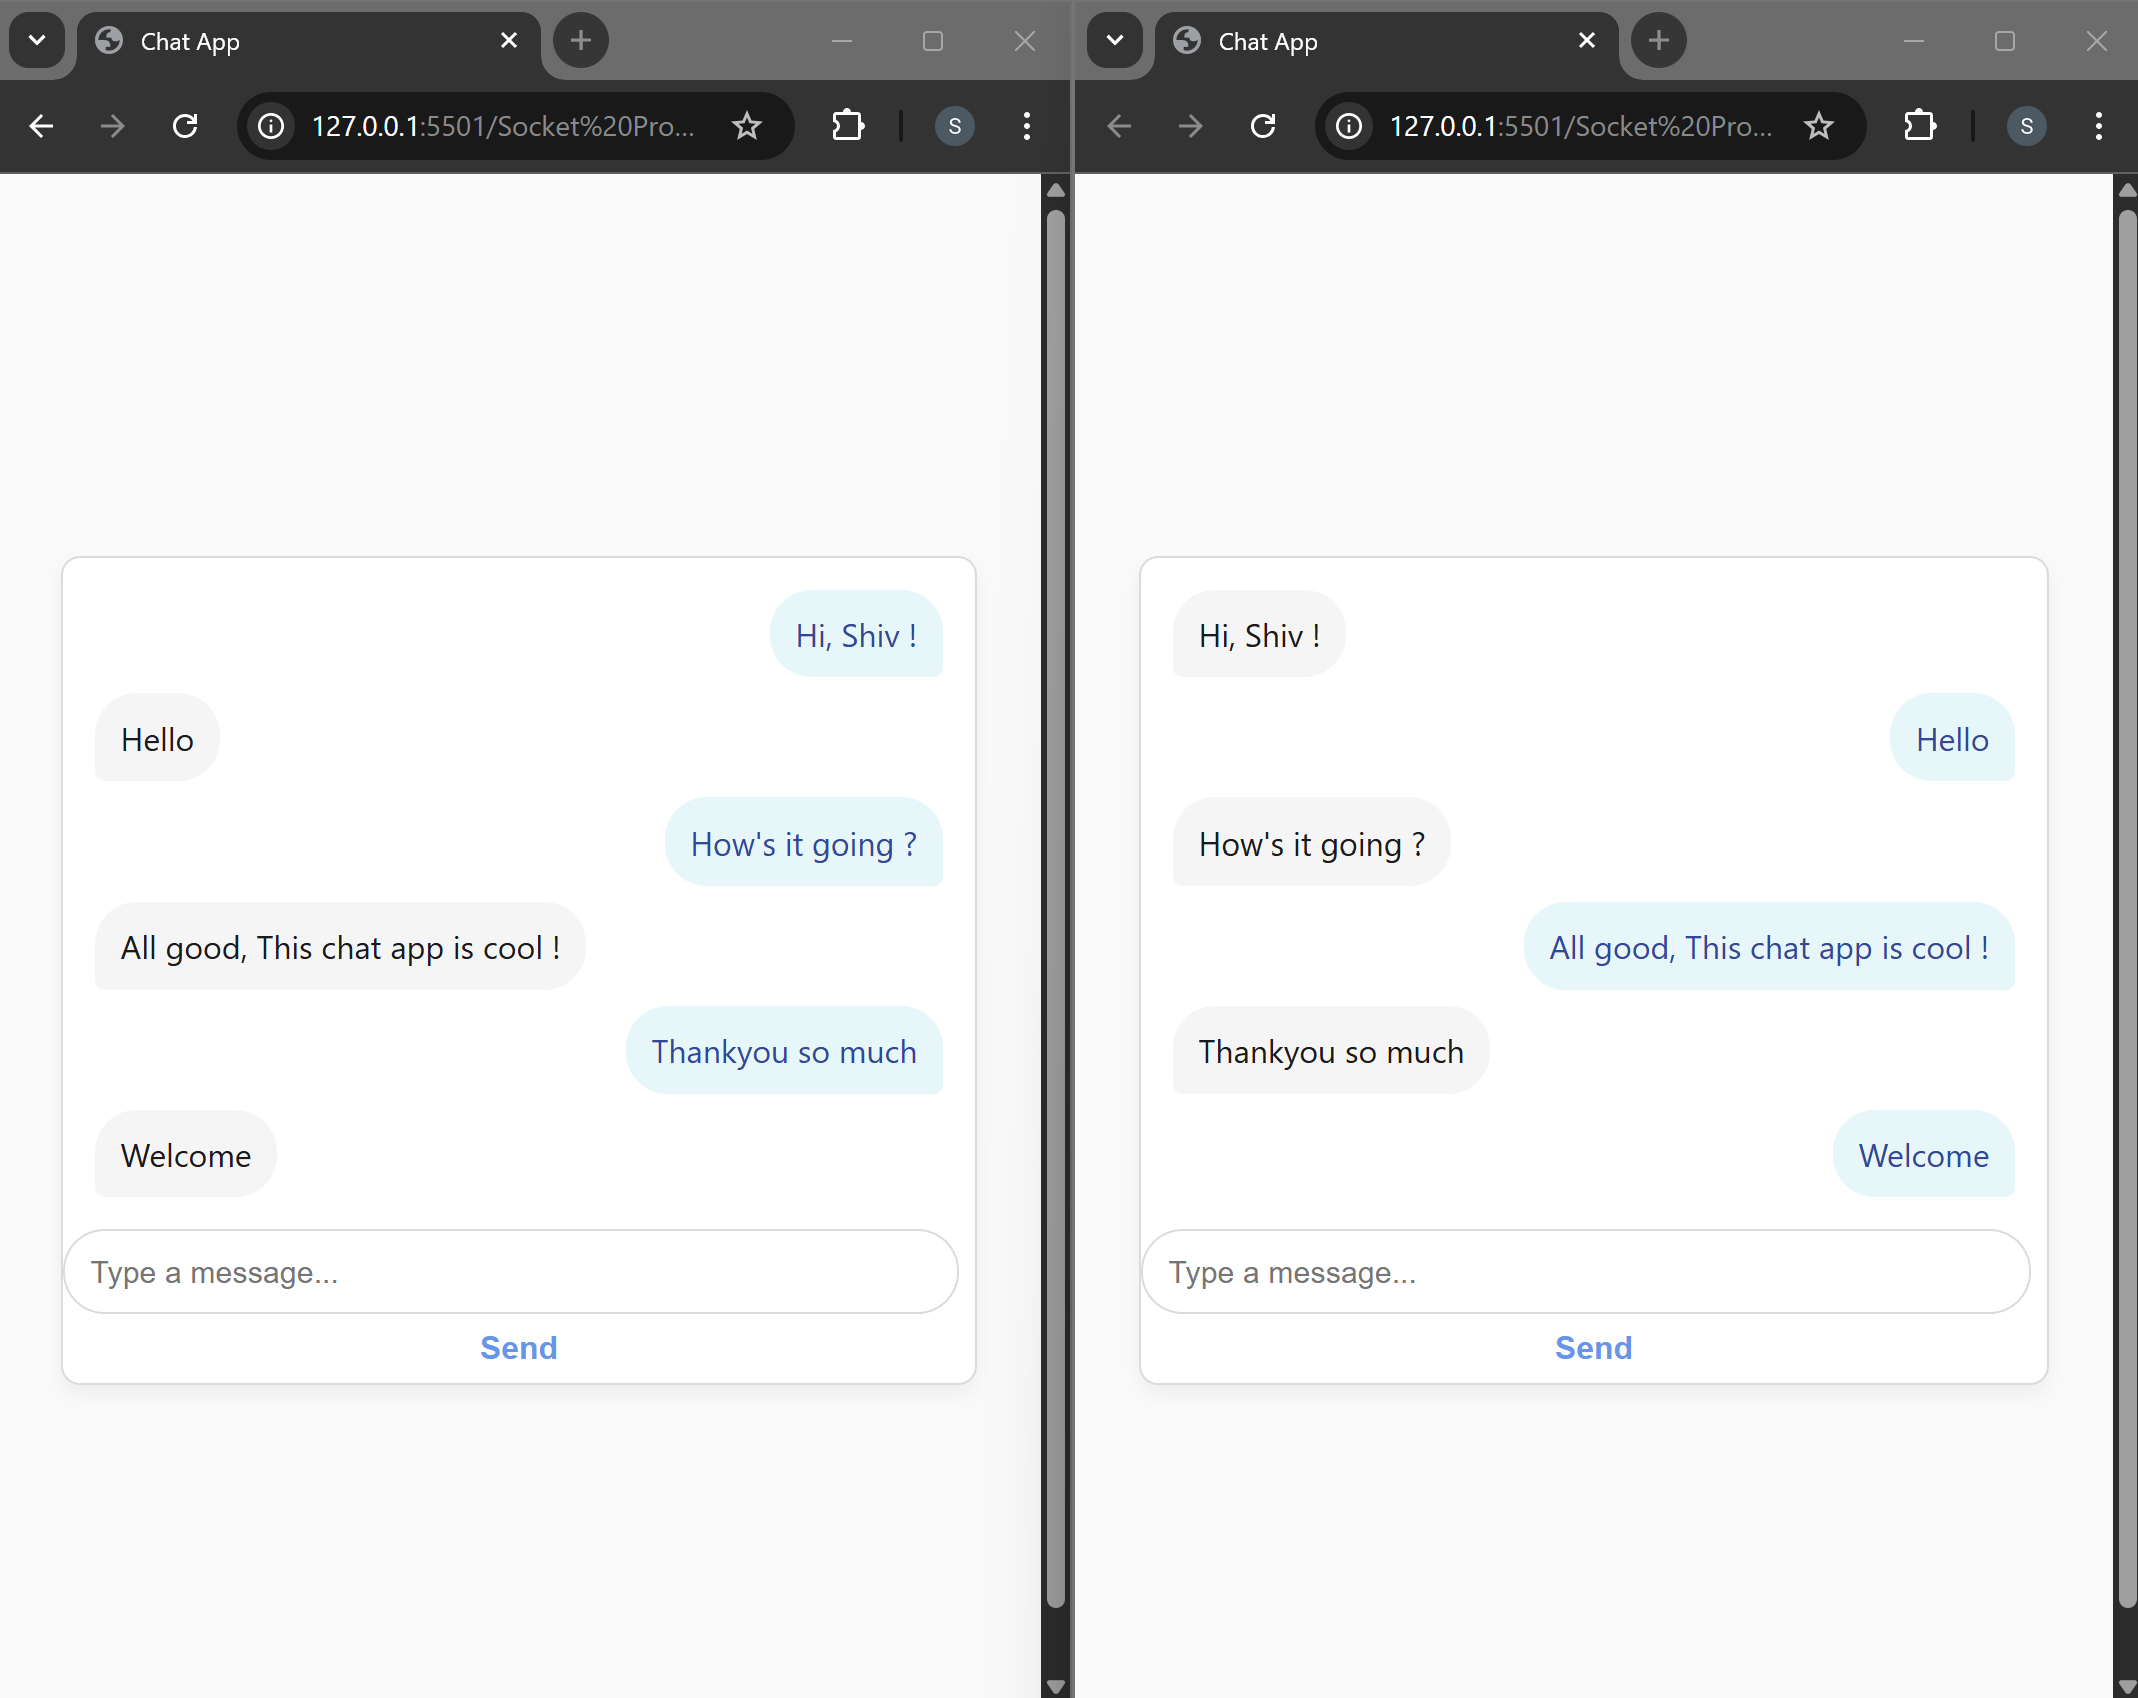 Chat App
127.0.0.1:5501/Socket%20Pro...
S
Hi, Shiv !
Hello
How's it going ?
All good, This chat app is cool !
Thankyou so much
Welcome
Type a message...
Send
Chat App
127.0.0.1:5501/Socket%20Pro...
S
Hi, Shiv !
Hello
How's it going ?
All good, This chat app is cool !
Thankyou so much
Welcome
Type a message...
Send